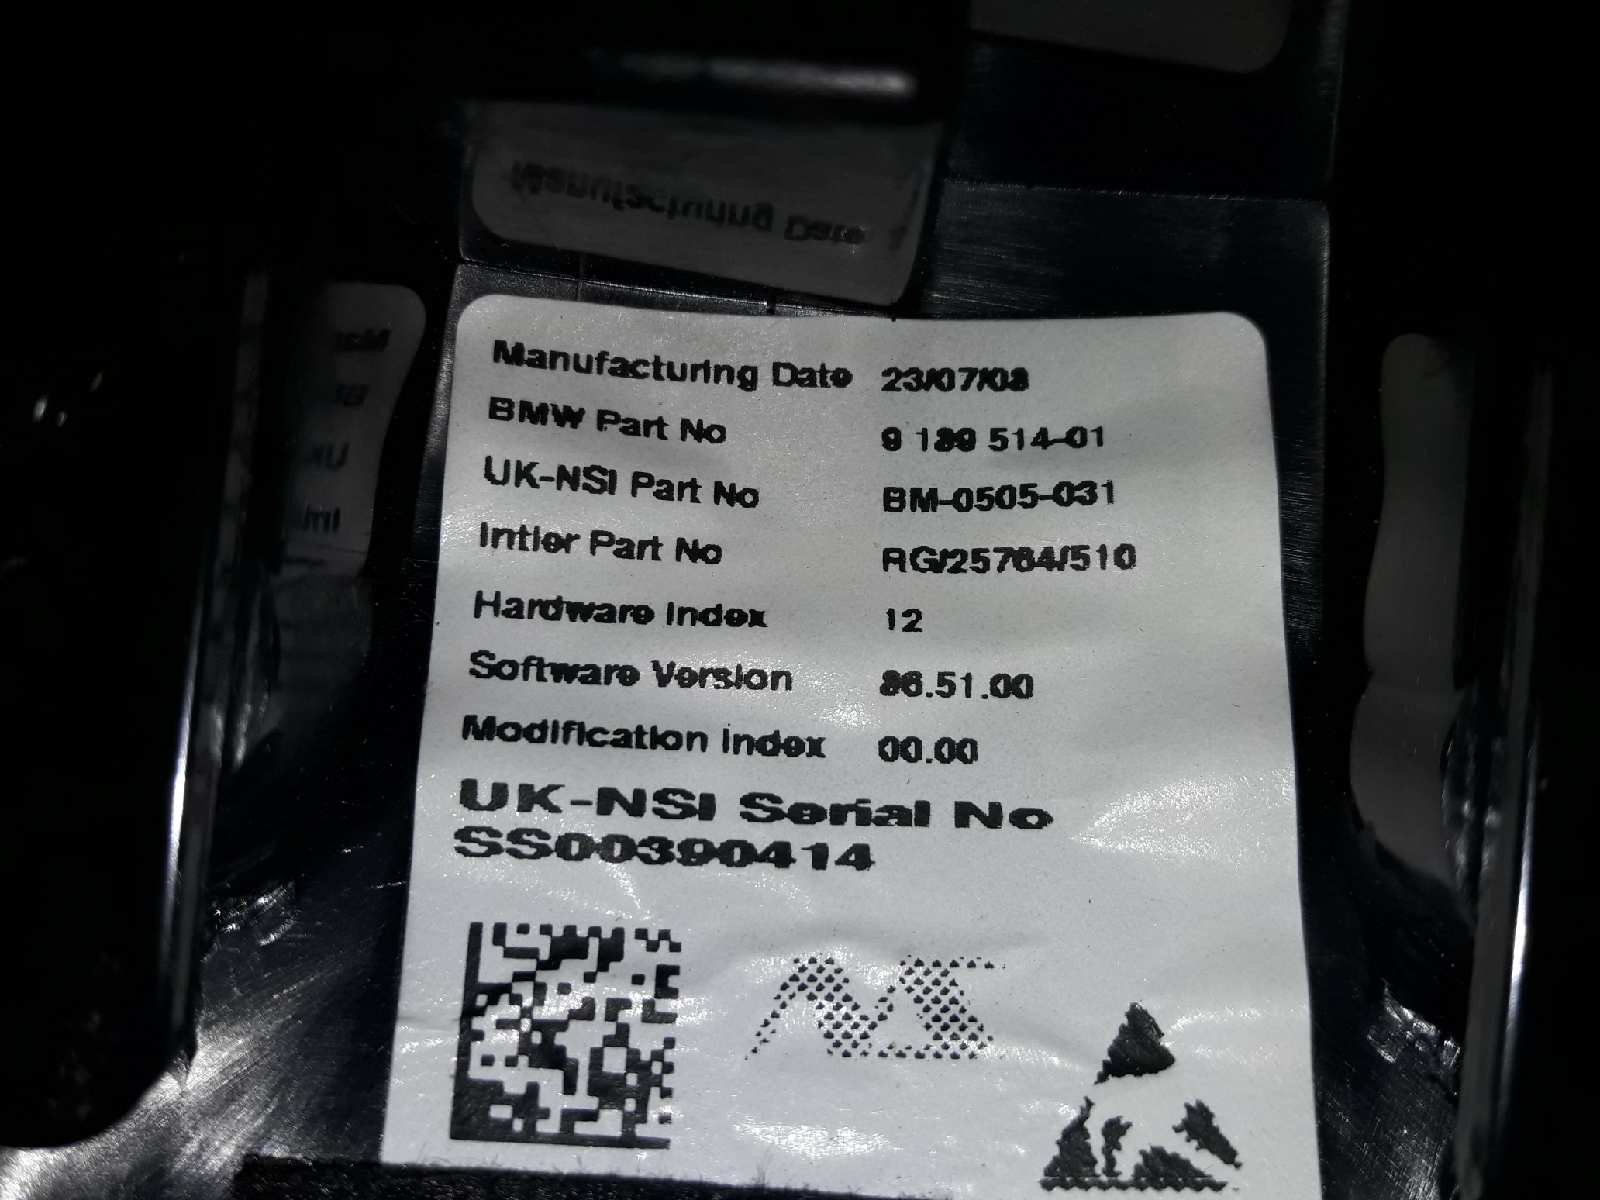 Manufacturing Date 23/07/08
BMW Part No 9 189 514-01
UK-NSI Part No BM-0505-031
Intier Part No RG/25764/510
Hardware Index 12
Software Version 86.51.00
Modification Index 00.00
UK-NSI Serial No
SS00390414